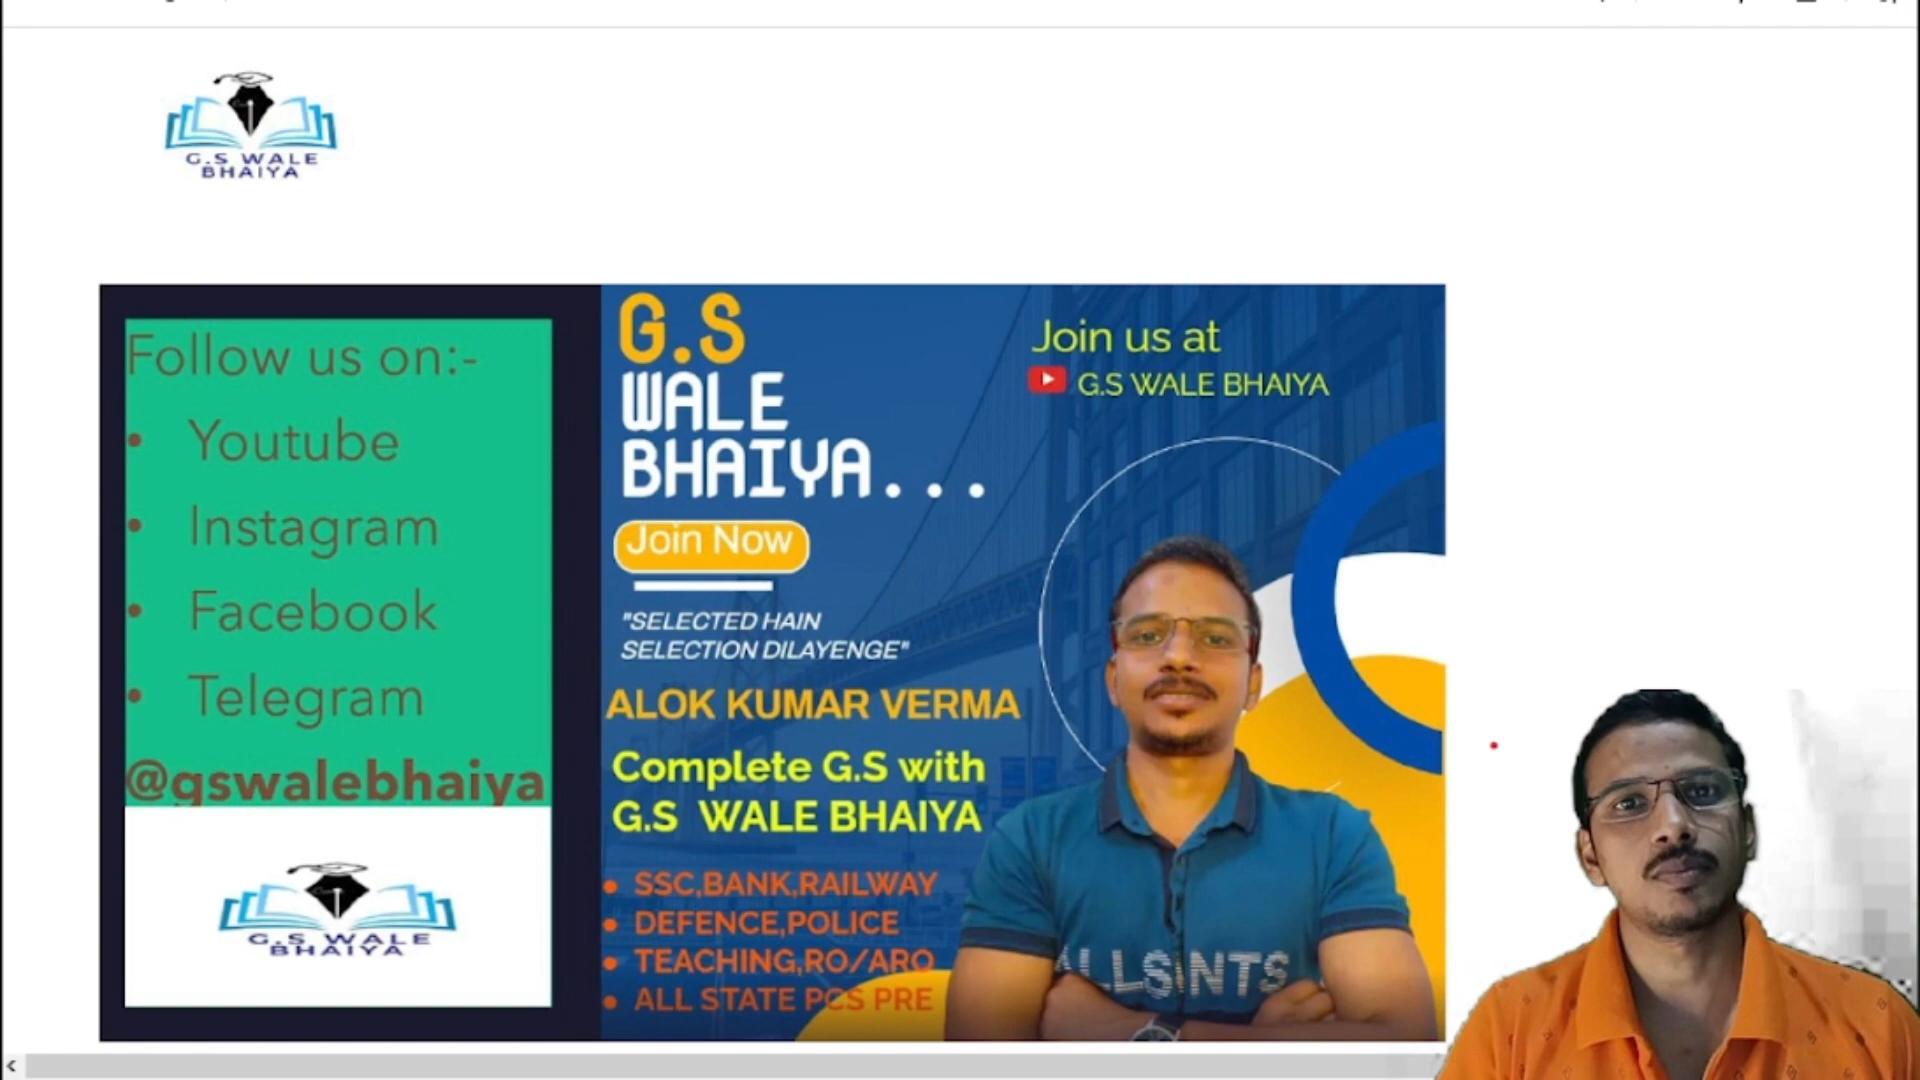 G.S WALE
BHAIYA
Follow us on:-
• Youtube
• Instagram
• Facebook
• Telegram
@gswalebhaiya
G.S WALE
BHAIYA
G.S
WALE
BHAIYA...
Join Now
"SELECTED HAIN
SELECTION DILAYENGE"
ALOK KUMAR VERMA
Complete G.S with
G.S WALE BHAIYA
• SSC,BANK,RAILWAY
• DEFENCE,POLICE
• TEACHING,RO/ARO
• ALL STATE PCS PRE
Join us at
G.S WALE BHAIYA
ALLSAINTS